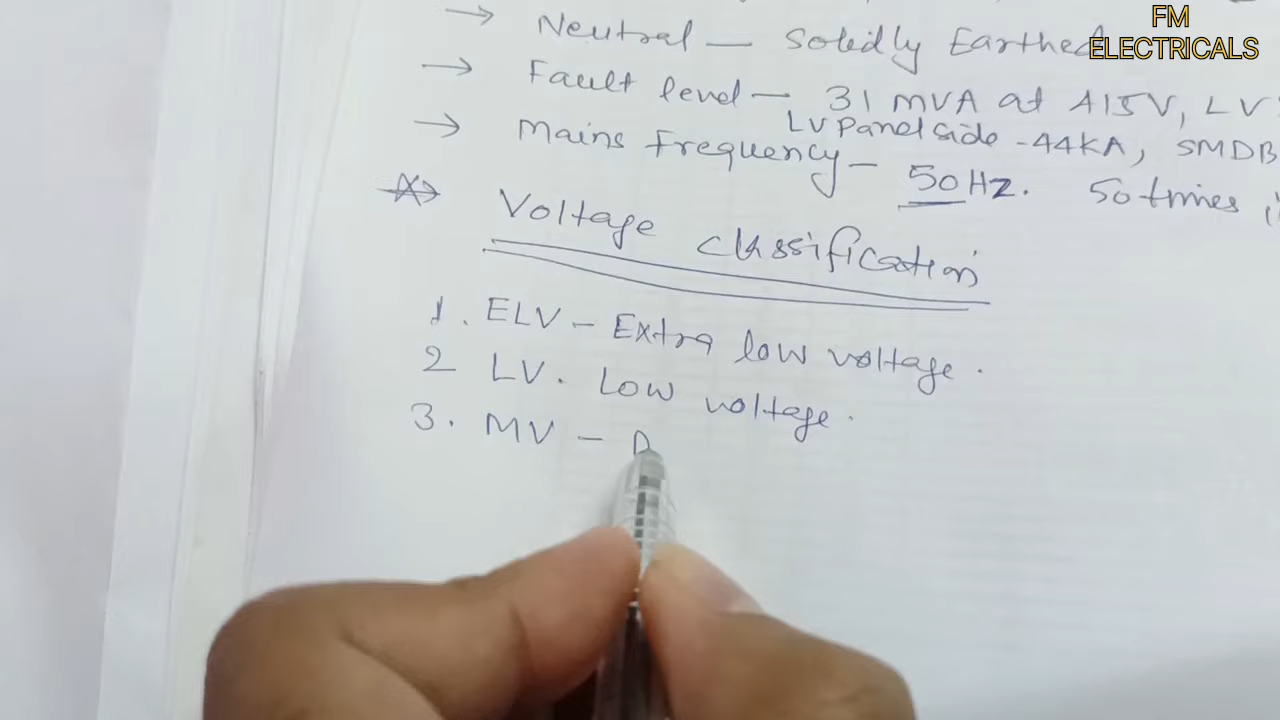 FM
ELECTRICALS
→ Neutral — Solidly Earthed
→ Fault level — 31 MVA at 415V, LV
LV Panel side - 44KA, SMDB
→ Mains Frequency — 50Hz. 50 times
Voltage Classification
1. ELV - Extra low voltage.
2 LV. Low voltage.
3. MV -